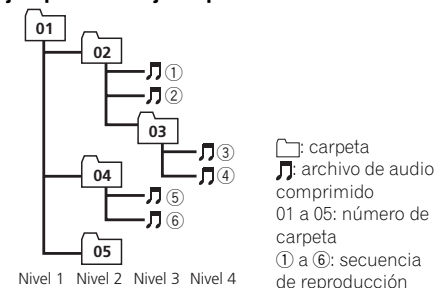 01
02
①
②
03
③
④
04
⑤
⑥
05
Nivel 1 Nivel 2 Nivel 3 Nivel 4
: carpeta
: archivo de audio
comprimido
01 a 05: número de
carpeta
① a ⑥: secuencia
de reproducción